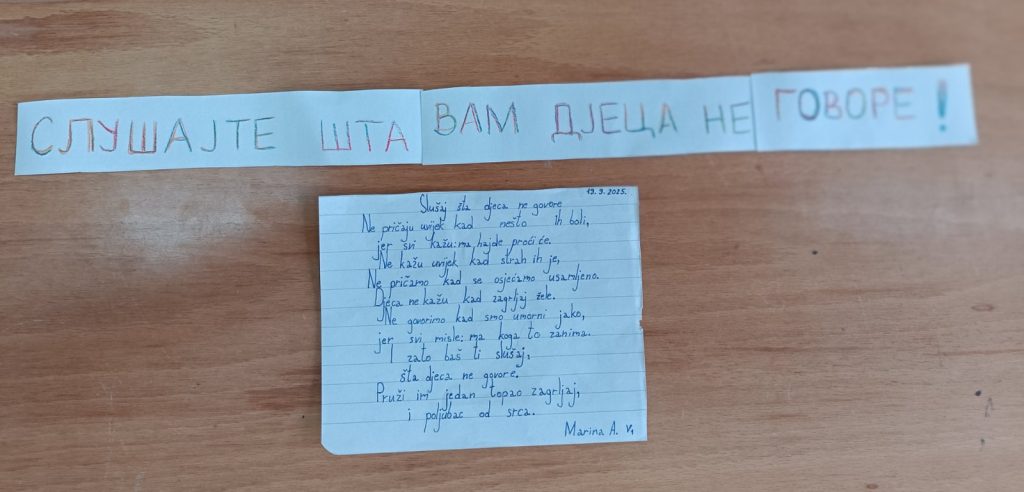 СЛУШАЈТЕ ШТА ВАМ ДЈЕЦА НЕ ГОВОРЕ!
19.9.2025.
Slušaj šta djeca ne govore
Ne pričaju uvijek kad nešto ih boli,
jer svi kažu:ma hajde proći će.
Ne kažu uvijek kad strah ih je,
Ne pričamo kad se osjećamo usamljeno.
Djeca ne kažu kad zagrljaj žele.
Ne govorimo kad smo umorni jako,
jer svi misle; ma koga to zanima.
I zato baš ti slušaj,
šta djeca ne govore.
Pruži im jedan topao zagrljaj,
i poljubac od srca.
Marina A. V₁